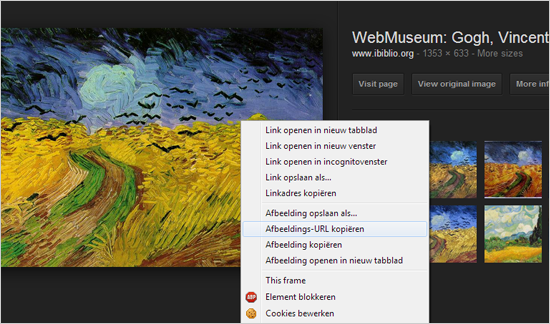 WebMuseum: Gogh, Vincent
www.ibiblio.org - 1353 × 633 - More sizes
Visit page
View original image
More inf
Link openen in nieuw tabblad
Link openen in nieuw venster
Link openen in incognitovenster
Link opslaan als...
Linkadres kopiëren
Afbeelding opslaan als...
Afbeeldings-URL kopiëren
Afbeelding kopiëren
Afbeelding openen in nieuw tabblad
This frame
ABP Element blokkeren
Cookies bewerken